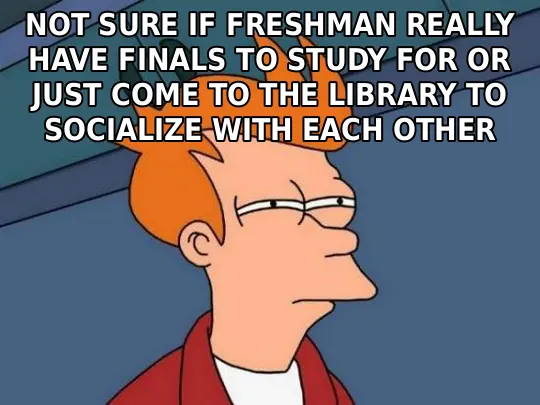 NOT SURE IF FRESHMAN REALLY
HAVE FINALS TO STUDY FOR OR
JUST COME TO THE LIBRARY TO
SOCIALIZE WITH EACH OTHER